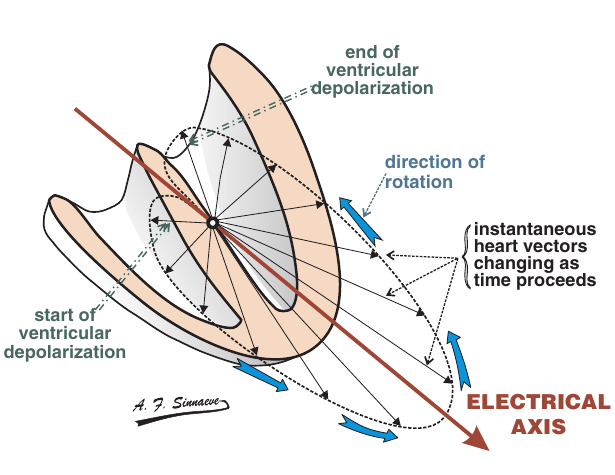 end of
ventricular
depolarization
direction of
rotation
instantaneous
heart vectors
changing as
time proceeds
start of
ventricular
depolarization
A. F. Sinnaeve
ELECTRICAL
AXIS